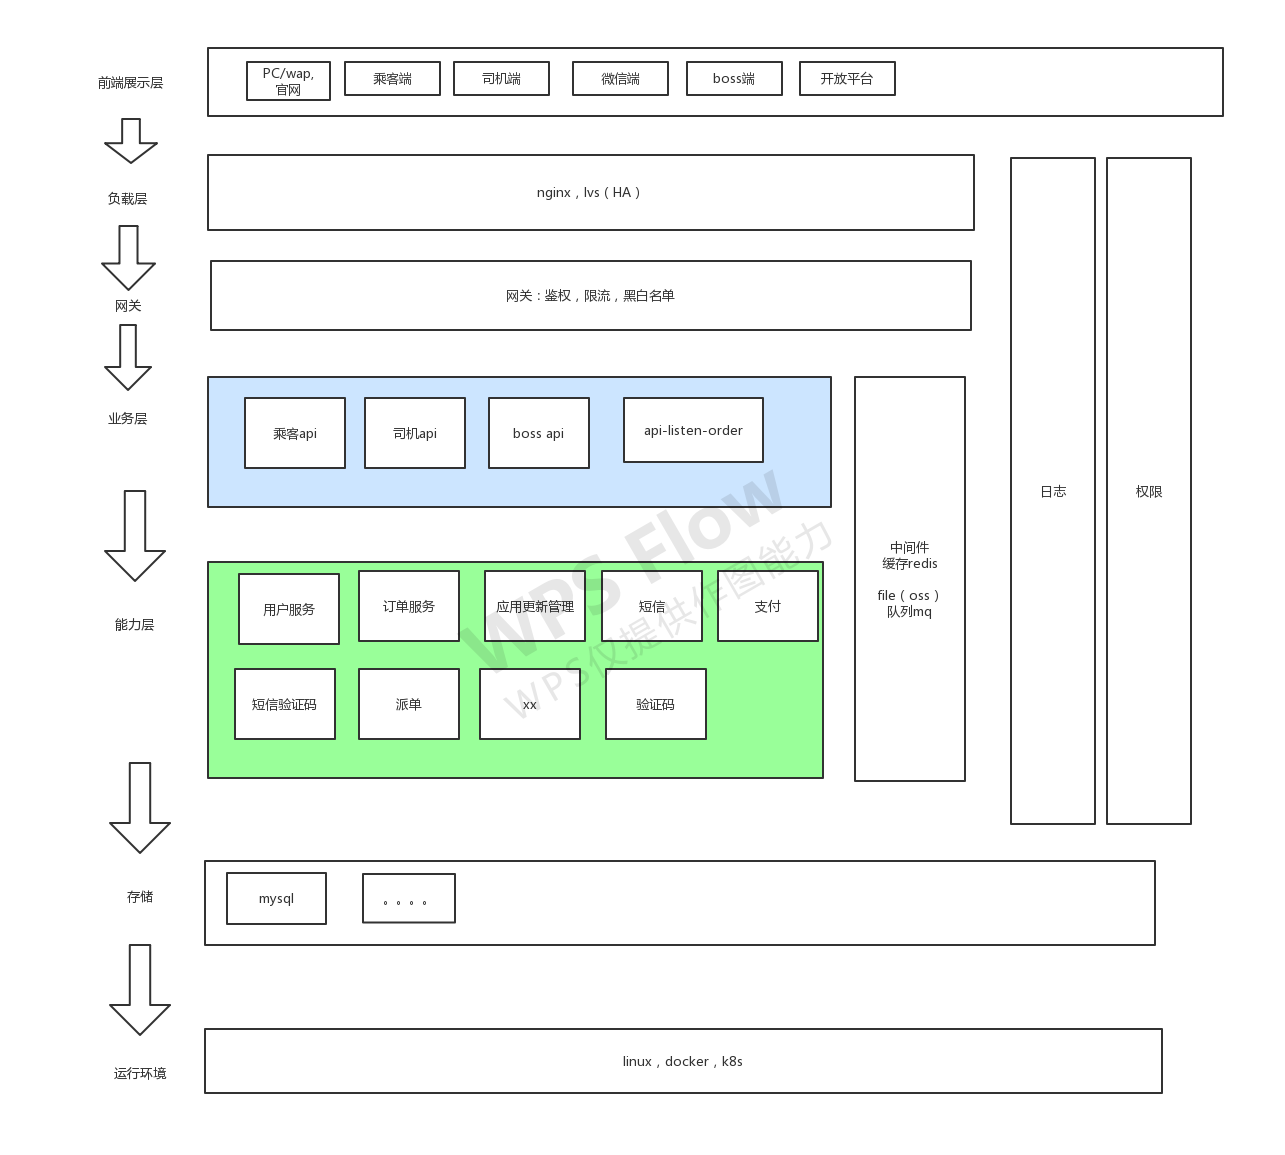 前端展示层
PC/wap,
官网
乘客端
司机端
微信端
boss端
开放平台
负载层
nginx，lvs（HA）
网关
网关：鉴权，限流，黑白名单
业务层
乘客api
司机api
boss api
api-listen-order
中间件
缓存redis
file（oss）
队列mq
日志
权限
能力层
用户服务
订单服务
应用更新管理
短信
支付
短信验证码
派单
xx
验证码
WPS Flow
WPS仅提供作图能力
存储
mysql
。。。。
运行环境
linux，docker，k8s